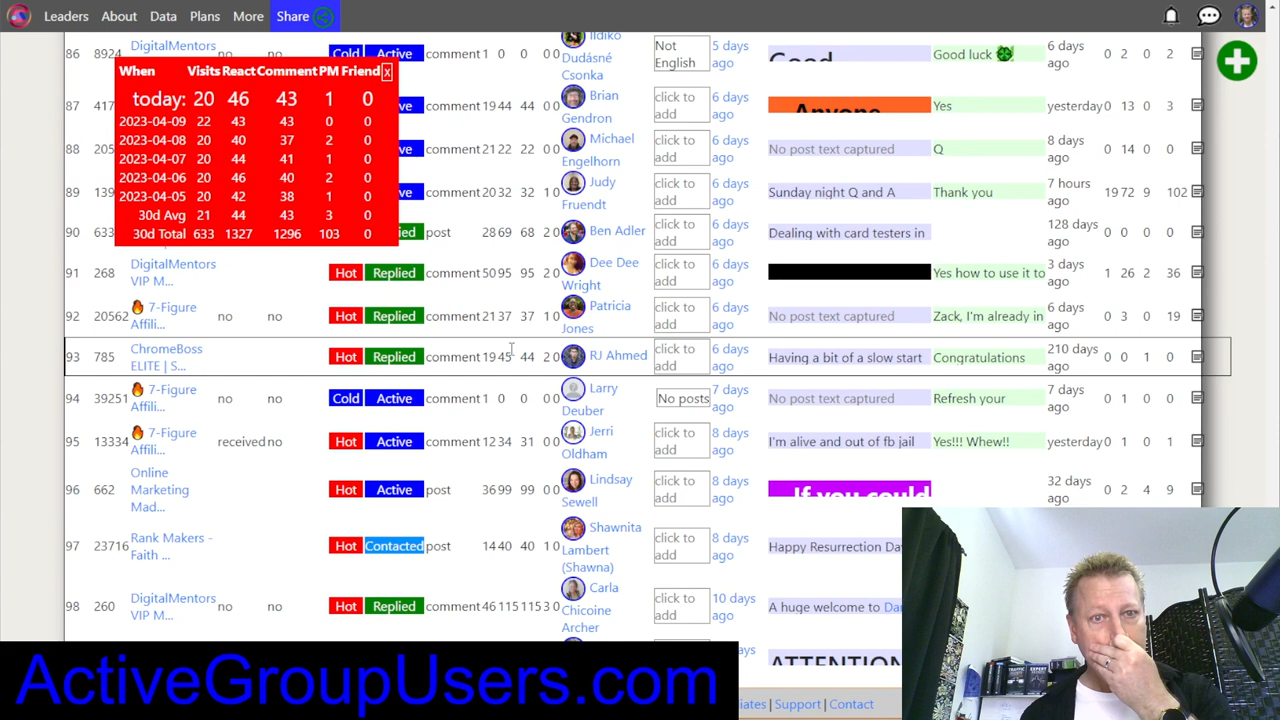 Leaders About Data Plans More Share
86 8924 DigitalMentors no no Cold Active comment 1 0 0 0 Ildiko Dudásné Csonka Not English 5 days ago Good Good luck 🍀 6 days ago 0 2 0 2
When Visits React Comment PM Friend x
today: 20 46 43 1 0
2023-04-09 22 43 43 0 0
2023-04-08 20 40 37 2 0
2023-04-07 20 44 41 1 0
2023-04-06 20 46 40 2 0
2023-04-05 20 42 38 1 0
30d Avg 21 44 43 3 0
30d Total 633 1327 1296 103 0
87 417 comment 19 44 44 0 0 Brian Gendron click to add 6 days ago Anyone Yes yesterday 0 13 0 3
88 205 comment 21 22 22 0 0 Michael Engelhorn click to add 6 days ago No post text captured Q 8 days ago 0 14 0 0
89 139 comment 20 32 32 1 0 Judy Fruendt click to add 6 days ago Sunday night Q and A Thank you 7 hours ago 19 72 9 102
90 post 28 69 68 2 0 Ben Adler click to add 6 days ago Dealing with card testers in 128 days ago 0 0 0 0
91 268 DigitalMentors VIP M... Hot Replied comment 50 95 95 2 0 Dee Dee Wright click to add 6 days ago Yes how to use it to 3 days ago 1 26 2 36
92 20562 🔥 7-Figure Affili... no no Hot Replied comment 21 37 37 1 0 Patricia Jones click to add 6 days ago No post text captured Zack, I'm already in 6 days ago 0 3 0 19
93 785 ChromeBoss ELITE | S... Hot Replied comment 19 45 44 2 0 RJ Ahmed click to add 6 days ago Having a bit of a slow start Congratulations 210 days ago 0 0 1 0
94 39251 🔥 7-Figure Affili... no no Cold Active comment 1 0 0 0 0 Larry Deuber No posts 7 days ago No post text captured Refresh your 7 days ago 0 1 0 0
95 13334 🔥 7-Figure Affili... received no Hot Active comment 12 34 31 0 0 Jerri Oldham click to add 8 days ago I'm alive and out of fb jail Yes!!! Whew!! yesterday 0 1 0 1
96 662 Online Marketing Mad... Hot Active post 36 99 99 0 0 Lindsay Sewell click to add 8 days ago If you could 32 days ago 0 2 4 9
97 23716 Rank Makers - Faith ... Hot Contacted post 14 40 40 1 0 Shawnita Lambert (Shawna) click to add 8 days ago Happy Resurrection Da
98 260 DigitalMentors VIP M... no no Hot Replied comment 46 115 115 3 0 Carla Chicoine Archer click to add 10 days ago A huge welcome to Da
days ago ATTENTION
Support | Contact
ActiveGroupUsers.com